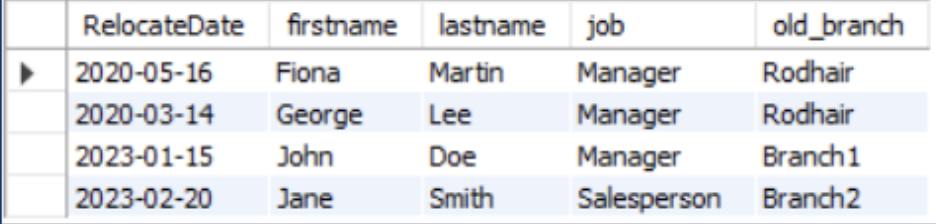 RelocateDate firstname lastname job old_branch
2020-05-16 Fiona Martin Manager Rodhair
2020-03-14 George Lee Manager Rodhair
2023-01-15 John Doe Manager Branch1
2023-02-20 Jane Smith Salesperson Branch2